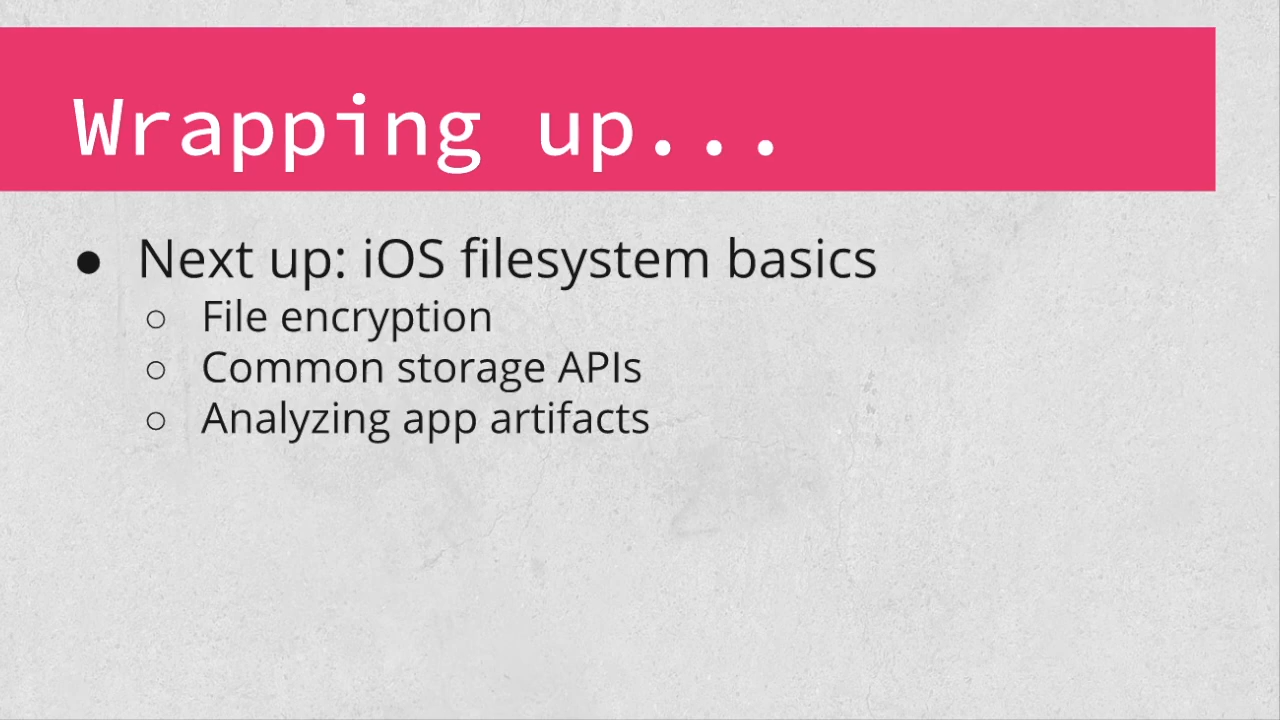 Wrapping up...
● Next up: iOS filesystem basics
○ File encryption
○ Common storage APIs
○ Analyzing app artifacts